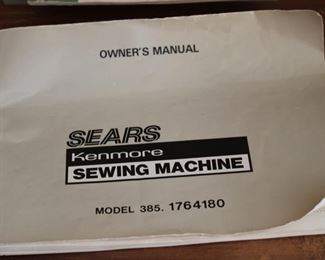 OWNER'S MANUAL
SEARS
Kenmore
SEWING MACHINE
MODEL 385. 1764180